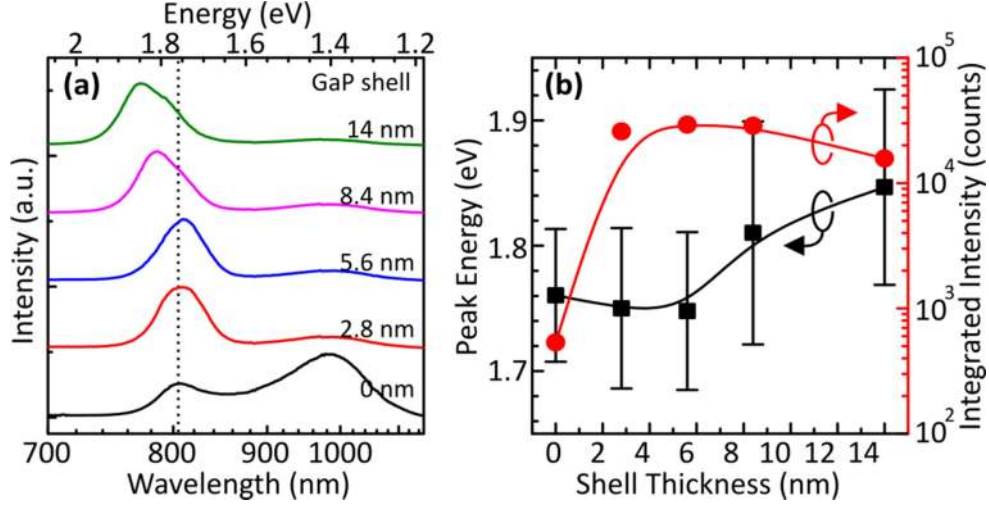 Energy (eV)
2 1.8 1.6 1.4 1.2
(a)
GaP shell
14 nm
8.4 nm
5.6 nm
2.8 nm
0 nm
Intensity (a.u.)
700 800 900 1000
Wavelength (nm)
(b)
Peak Energy (eV)
1.9
1.8
1.7
0 2 4 6 8 10 12 14
Shell Thickness (nm)
10^5
10^4
10^3
10^2
Integrated Intensity (counts)